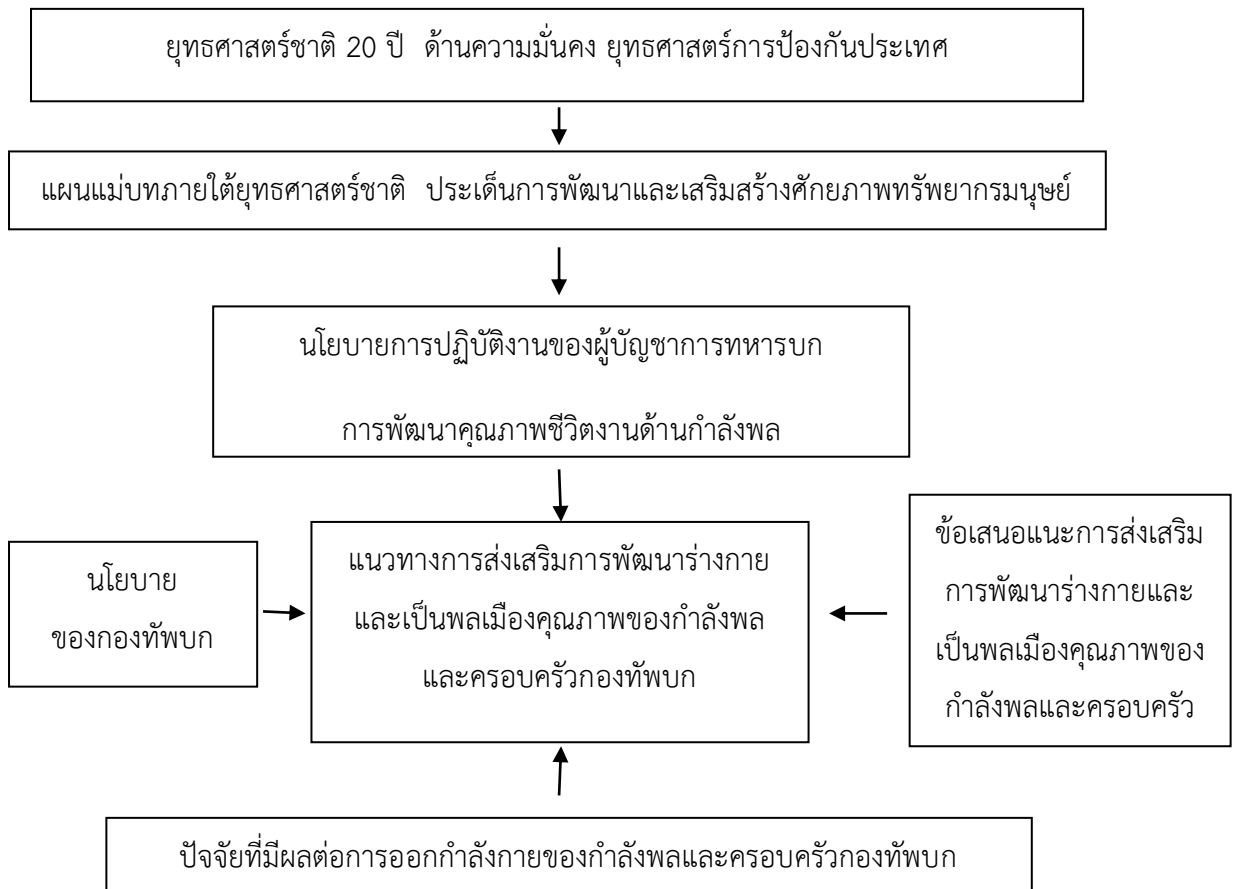 ยุทธศาสตร์ชาติ 20 ปี ด้านความมั่นคง ยุทธศาสตร์การป้องกันประเทศ
แผนแม่บทภายใต้ยุทธศาสตร์ชาติ ประเด็นการพัฒนาและเสริมสร้างศักยภาพทรัพยากรมนุษย์
นโยบายการปฏิบัติงานของผู้บัญชาการทหารบก
การพัฒนาคุณภาพชีวิตงานด้านกำลังพล
นโยบาย
ของกองทัพบก
แนวทางการส่งเสริมการพัฒนาร่างกาย
และเป็นพลเมืองคุณภาพของกำลังพล
และครอบครัวกองทัพบก
ข้อเสนอแนะการส่งเสริม
การพัฒนาร่างกายและ
เป็นพลเมืองคุณภาพของ
กำลังพลและครอบครัว
ปัจจัยที่มีผลต่อการออกกำลังกายของกำลังพลและครอบครัวกองทัพบก